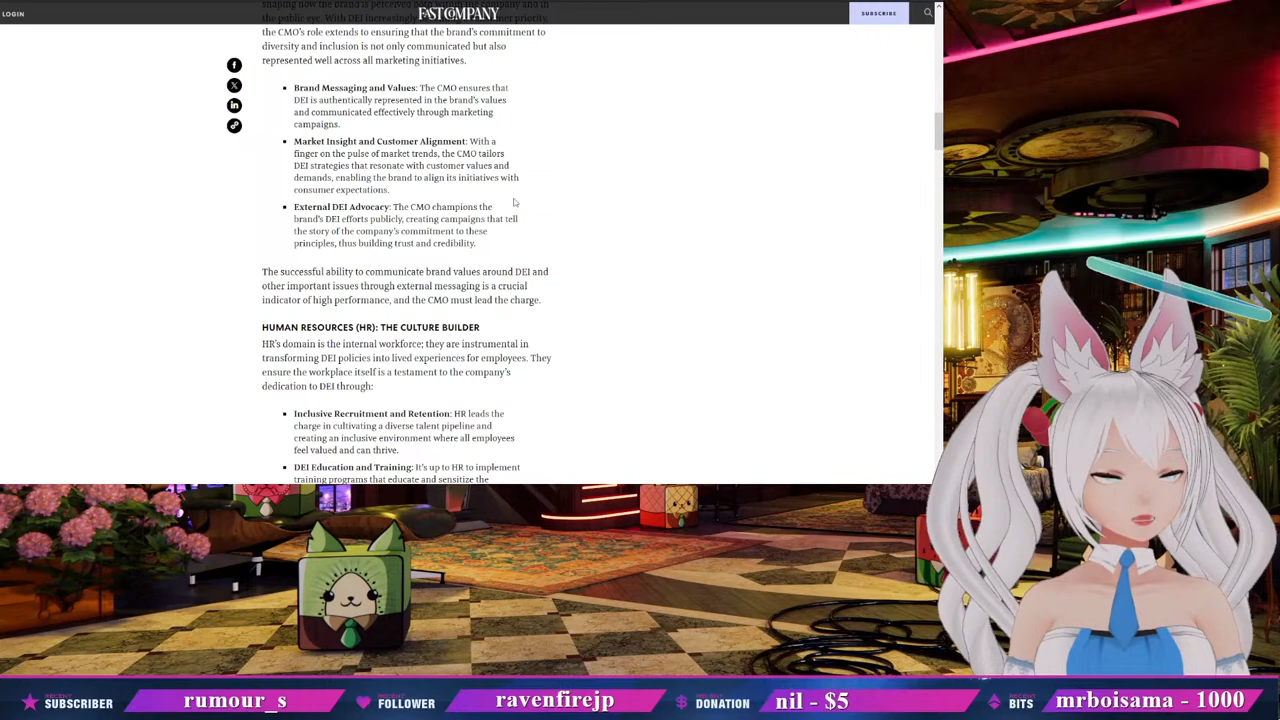 LOGIN
FAST COMPANY
SUBSCRIBE
shaping how the brand is perceived both within the company and in
the public eye. With DEI increasingly
priority,
the CMO's role extends to ensuring that the brand's commitment to
diversity and inclusion is not only communicated but also
represented well across all marketing initiatives.
▪ Brand Messaging and Values: The CMO ensures that
DEI is authentically represented in the brand's values
and communicated effectively through marketing
campaigns.
▪ Market Insight and Customer Alignment: With a
finger on the pulse of market trends, the CMO tailors
DEI strategies that resonate with customer values and
demands, enabling the brand to align its initiatives with
consumer expectations.
▪ External DEI Advocacy: The CMO champions the
brand's DEI efforts publicly, creating campaigns that tell
the story of the company's commitment to these
principles, thus building trust and credibility.
The successful ability to communicate brand values around DEI and
other important issues through external messaging is a crucial
indicator of high performance, and the CMO must lead the charge.
HUMAN RESOURCES (HR): THE CULTURE BUILDER
HR's domain is the internal workforce; they are instrumental in
transforming DEI policies into lived experiences for employees. They
ensure the workplace itself is a testament to the company's
dedication to DEI through:
▪ Inclusive Recruitment and Retention: HR leads the
charge in cultivating a diverse talent pipeline and
creating an inclusive environment where all employees
feel valued and can thrive.
▪ DEI Education and Training: It's up to HR to implement
training programs that educate and sensitize the
RECENT SUBSCRIBER rumour_s
RECENT FOLLOWER ravenfirejp
RECENT DONATION nil - $5
RECENT BITS mrboisama - 1000